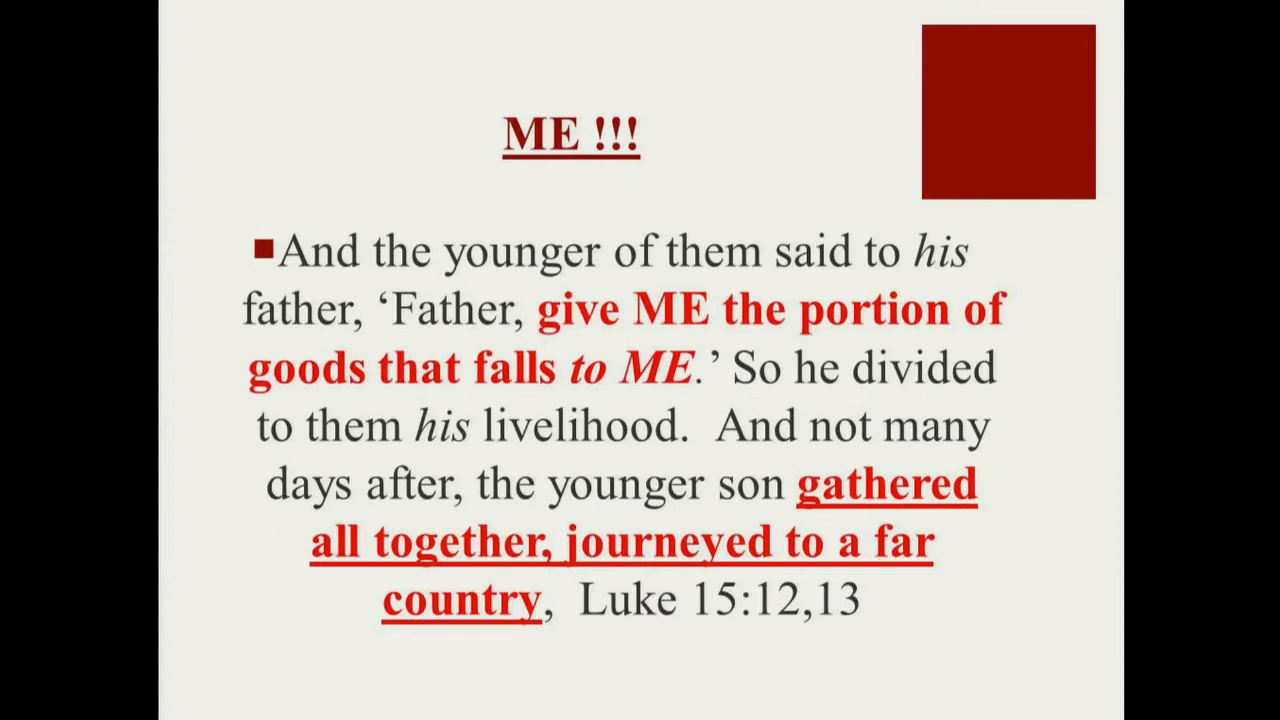 ME !!!
And the younger of them said to his
father, ‘Father, give ME the portion of
goods that falls to ME.’ So he divided
to them his livelihood.  And not many
days after, the younger son gathered
all together, journeyed to a far
country,  Luke 15:12,13